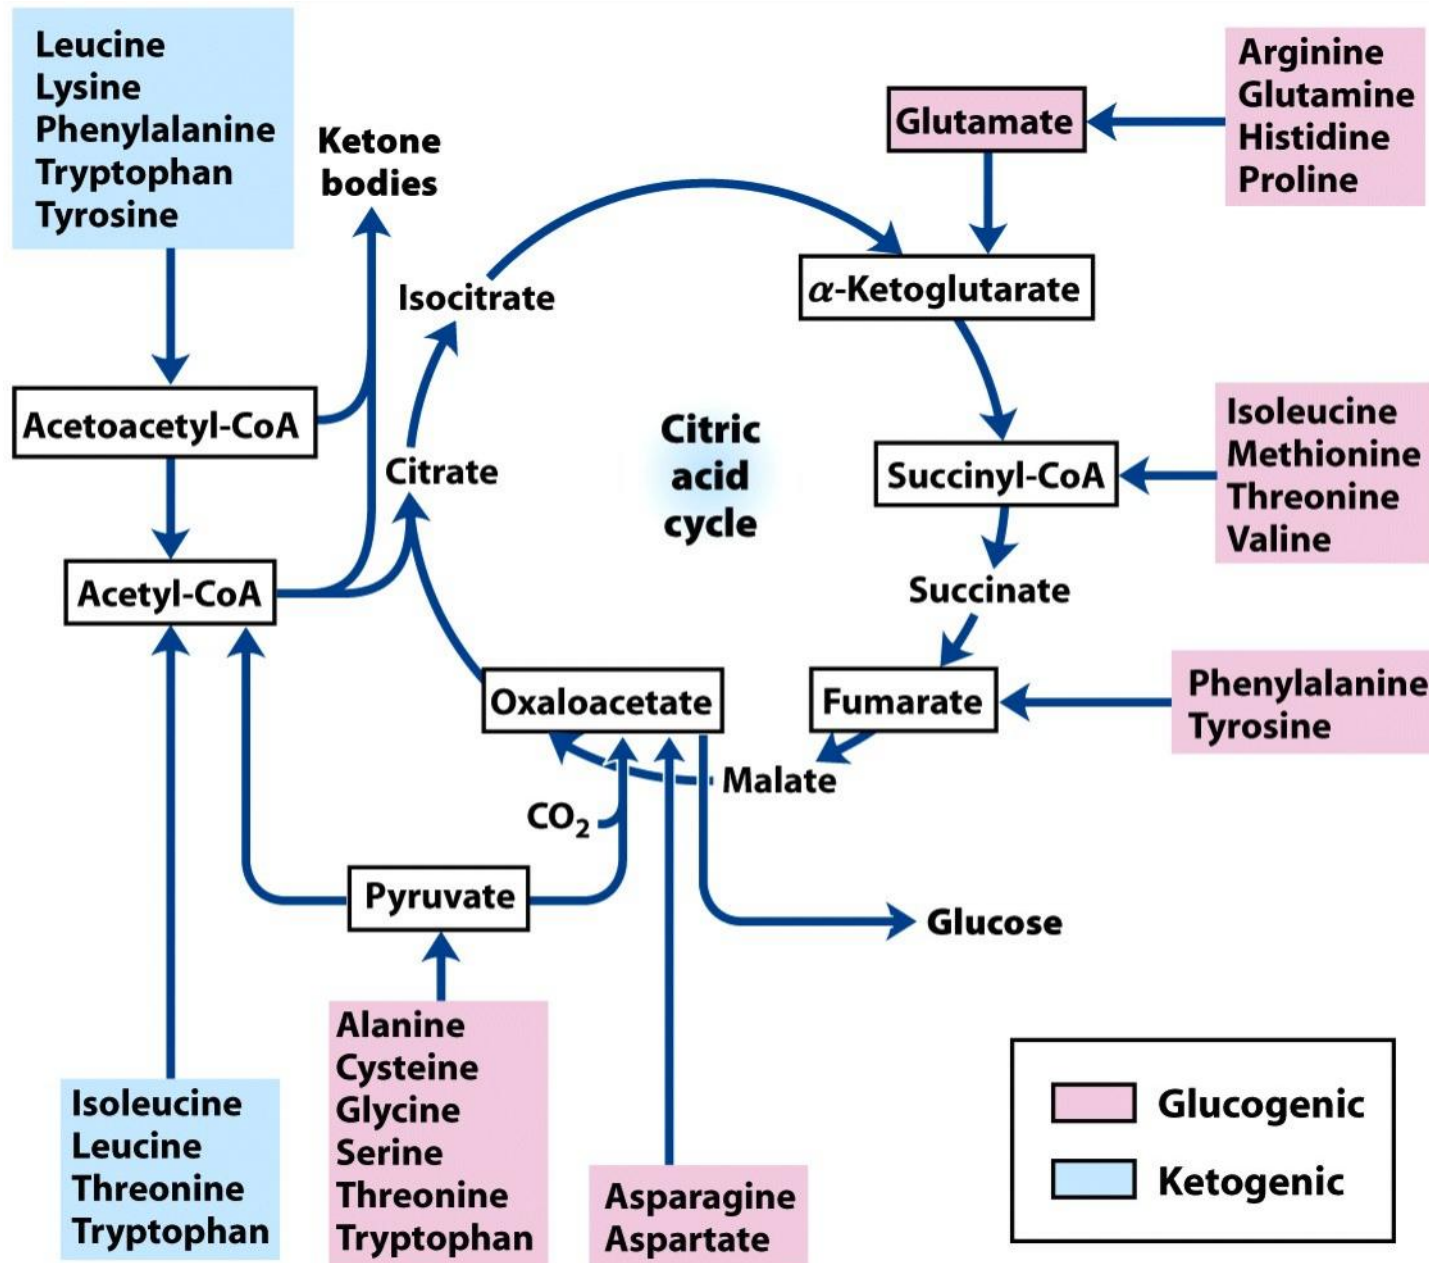 Leucine
Lysine
Phenylalanine
Tryptophan
Tyrosine
Ketone
bodies
Glutamate
Arginine
Glutamine
Histidine
Proline
Isocitrate
α-Ketoglutarate
Acetoacetyl-CoA
Citrate
Citric
acid
cycle
Succinyl-CoA
Isoleucine
Methionine
Threonine
Valine
Acetyl-CoA
Succinate
Oxaloacetate
Fumarate
Phenylalanine
Tyrosine
Malate
CO₂
Pyruvate
Glucose
Isoleucine
Leucine
Threonine
Tryptophan
Alanine
Cysteine
Glycine
Serine
Threonine
Tryptophan
Asparagine
Aspartate
Glucogenic
Ketogenic